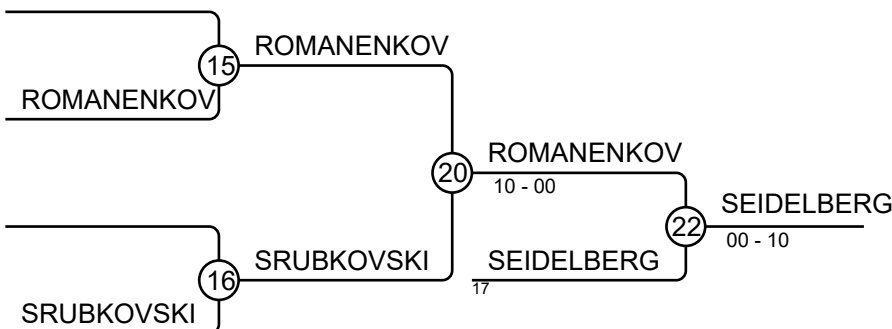 ROMANENKOV
15
ROMANENKOV
ROMANENKOV
20
10 - 00
SEIDELBERG
22
00 - 10
SRUBKOVSKI
SEIDELBERG
16
17
SRUBKOVSKI